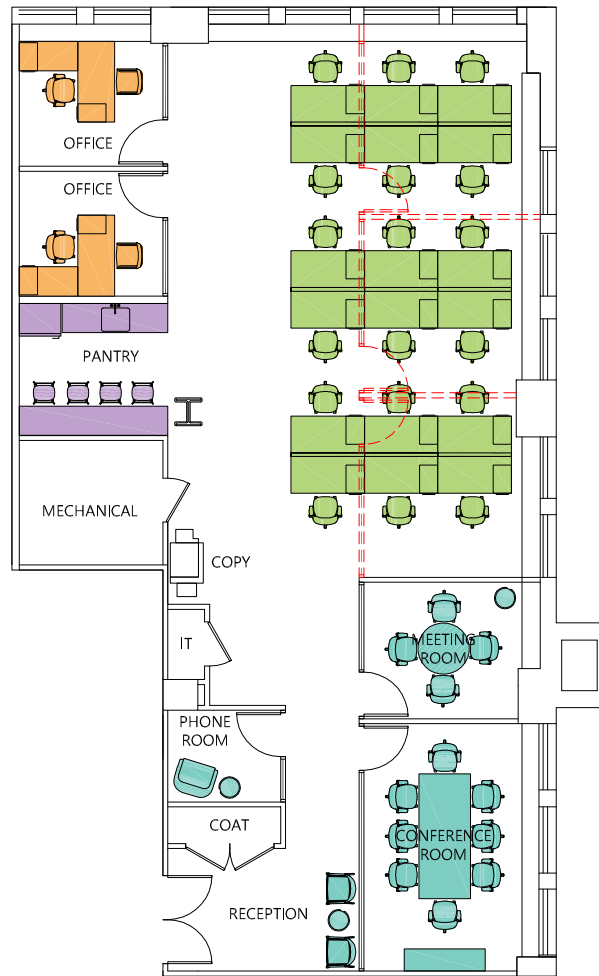 OFFICE
OFFICE
PANTRY
MECHANICAL
COPY
IT
MEETING
ROOM
PHONE
ROOM
COAT
CONFERENCE
ROOM
RECEPTION